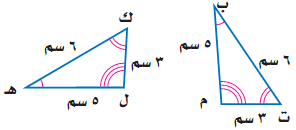 ك
٦ سم
٣ سم
هـ
٥ سم
ل
ب
٥ سم
٦ سم
م
٣ سم
ت